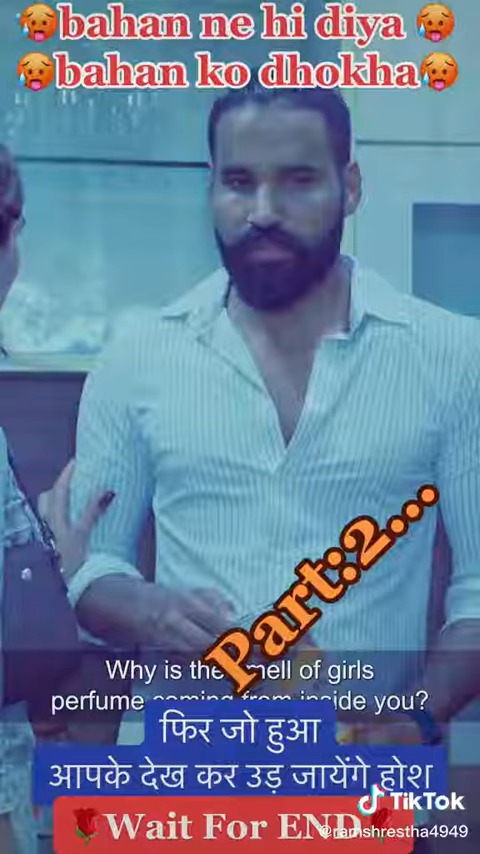 🥵bahan ne hi diya 🥵
🥵bahan ko dhokha🥵
Part:2...
Why is the smell of girls
perfume coming from inside you?
फिर जो हुआ
आपके देख कर उड़ जायेंगे होश
🌹Wait For END🌹
TikTok
@ramshrestha4949